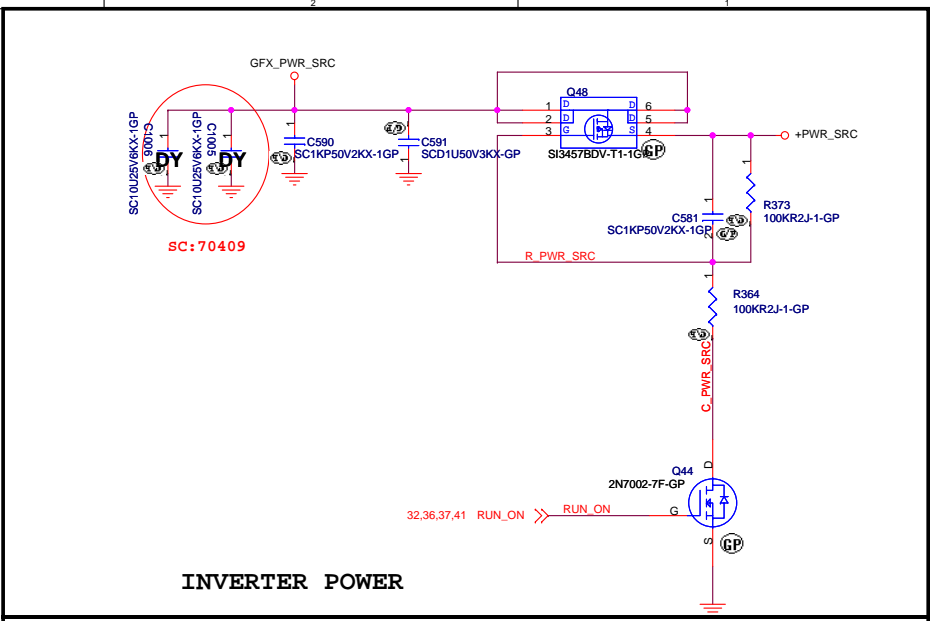 2
1
GFX_PWR_SRC
C1006
SC10U25V6KX-1GP
1
DY
C1005
SC10U25V6KX-1GP
1
DY
SC:70409
1
C590
SC1KP50V2KX-1GP
C591
SCD1U50V3KX-GP
1
Q48
1 D D 6
2 D D 5
3 G S 4
SI3457BDV-T1-1GP
GP
+PWR_SRC
1
C581
SC1KP50V2KX-1GP
2
1
R373
100KR2J-1-GP
R_PWR_SRC
1
R364
100KR2J-1-GP
C_PWR_SRC
D
Q44
2N7002-7F-GP
32,36,37,41 RUN_ON RUN_ON G
S
GP
INVERTER POWER